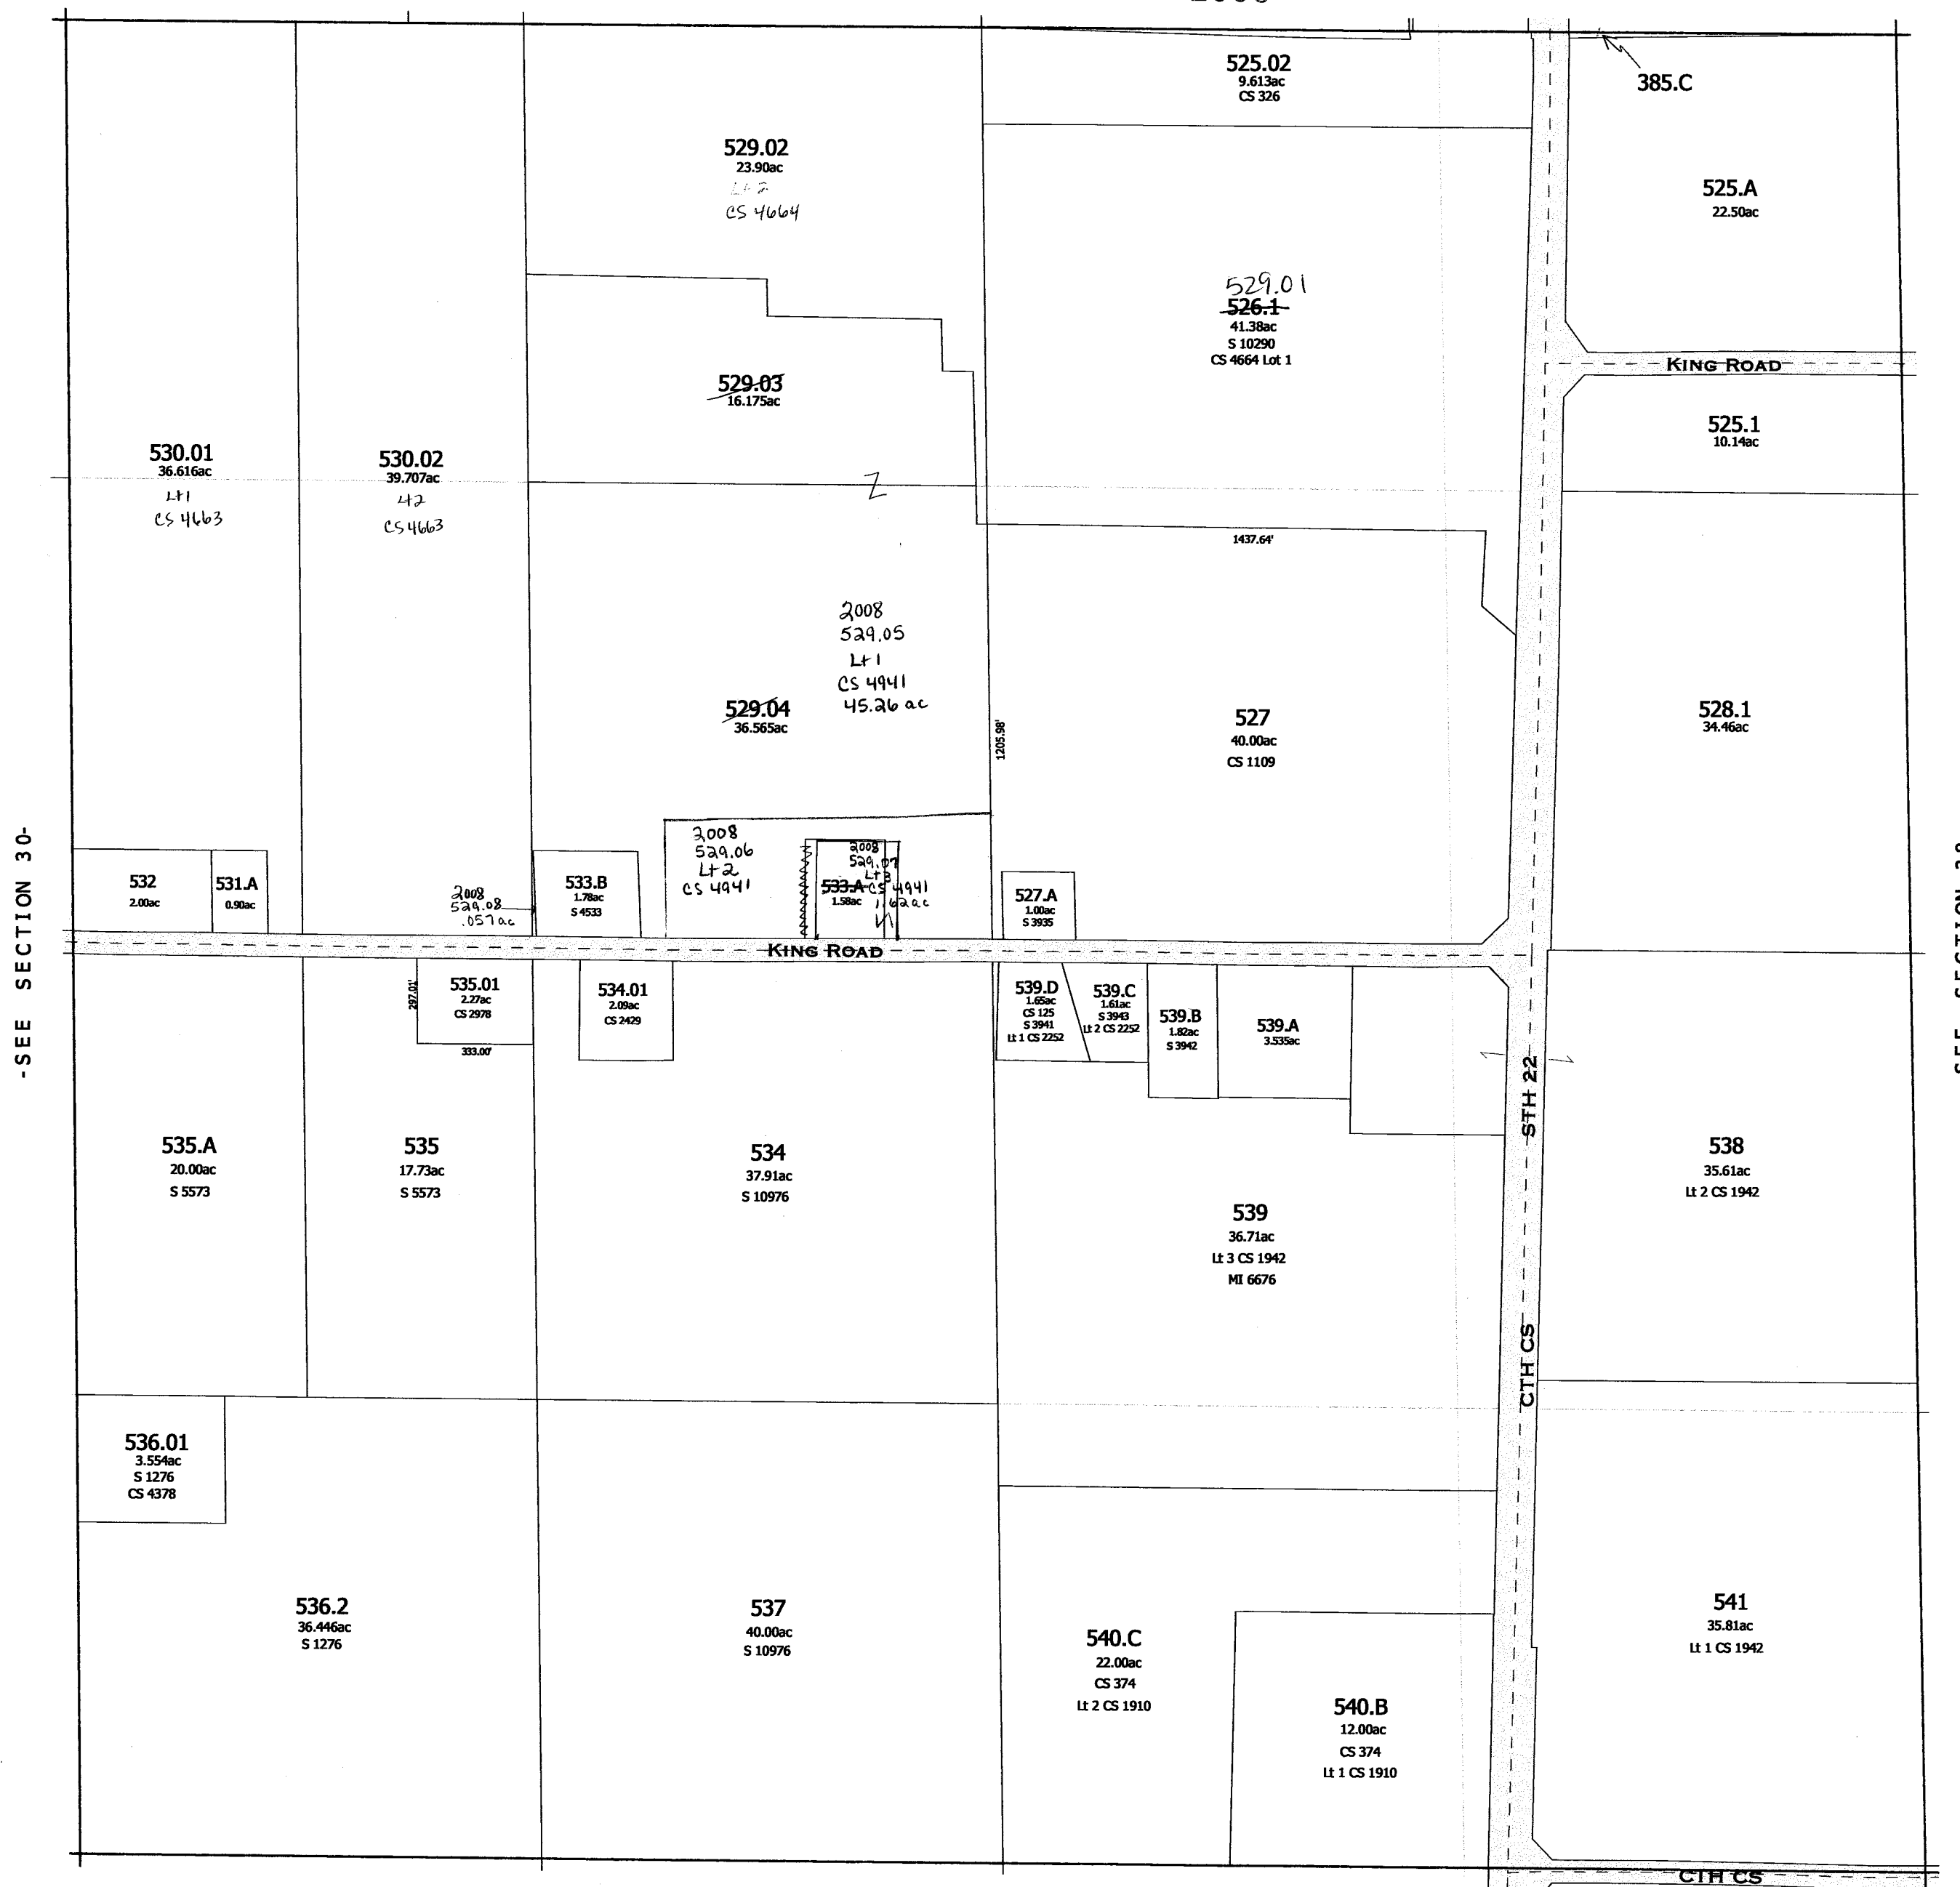 525.02
9.613ac
CS 326
385.C
529.02
23.90ac
Lt 2
CS 4664
525.A
22.50ac
529.01
526.1
41.38ac
S 10290
CS 4664 Lot 1
KING ROAD
529.03
16.175ac
525.1
10.14ac
530.01
36.616ac
Lt 1
CS 4663
530.02
39.707ac
Lt 2
CS 4663
Z
1437.64'
2008
529.05
Lt 1
CS 4941
45.26 ac
529.04
36.565ac
1205.98'
527
40.00ac
CS 1109
528.1
34.46ac
-SEE SECTION 30-
532
2.00ac
531.A
0.90ac
2008
529.08
.057ac
533.B
1.78ac
S 4533
2008
529.06
Lt 2
CS 4941
2008
529.07
Lt 3
533.A CS 4941
1.58ac 1.62ac
527.A
1.00ac
S 3935
KING ROAD
297.01'
535.01
2.27ac
CS 2978
333.00'
534.01
2.09ac
CS 2429
539.D
1.65ac
CS 125
S 3941
Lt 1 CS 2252
539.C
1.61ac
S 3943
Lt 2 CS 2252
539.B
1.82ac
S 3942
539.A
3.535ac
STH 22
535.A
20.00ac
S 5573
535
17.73ac
S 5573
534
37.91ac
S 10976
539
36.71ac
Lt 3 CS 1942
MI 6676
538
35.61ac
Lt 2 CS 1942
CTH CS
536.01
3.554ac
S 1276
CS 4378
536.2
36.446ac
S 1276
537
40.00ac
S 10976
540.C
22.00ac
CS 374
Lt 2 CS 1910
540.B
12.00ac
CS 374
Lt 1 CS 1910
541
35.81ac
Lt 1 CS 1942
CTH CS